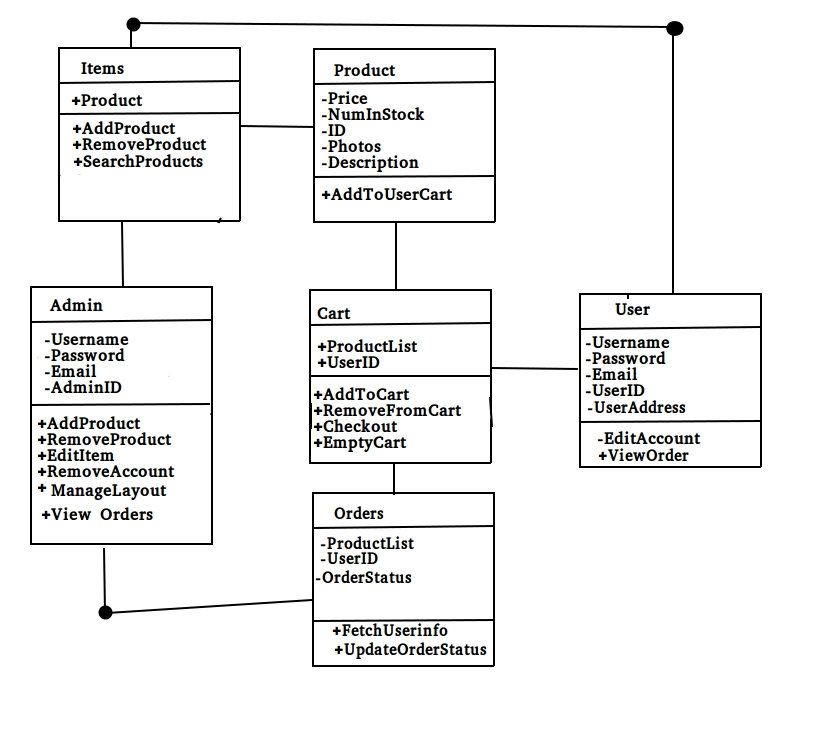 Items
+Product
+AddProduct
+RemoveProduct
+SearchProducts
Product
-Price
-NumInStock
-ID
-Photos
-Description
+AddToUserCart
Admin
-Username
-Password
-Email
-AdminID
+AddProduct
+RemoveProduct
+EditItem
+RemoveAccount
+ ManageLayout
+View Orders
Cart
+ProductList
+UserID
+AddToCart
+RemoveFromCart
+Checkout
+EmptyCart
User
-Username
-Password
-Email
-UserID
-UserAddress
-EditAccount
+ViewOrder
Orders
-ProductList
-UserID
-OrderStatus
+FetchUserinfo
+UpdateOrderStatus